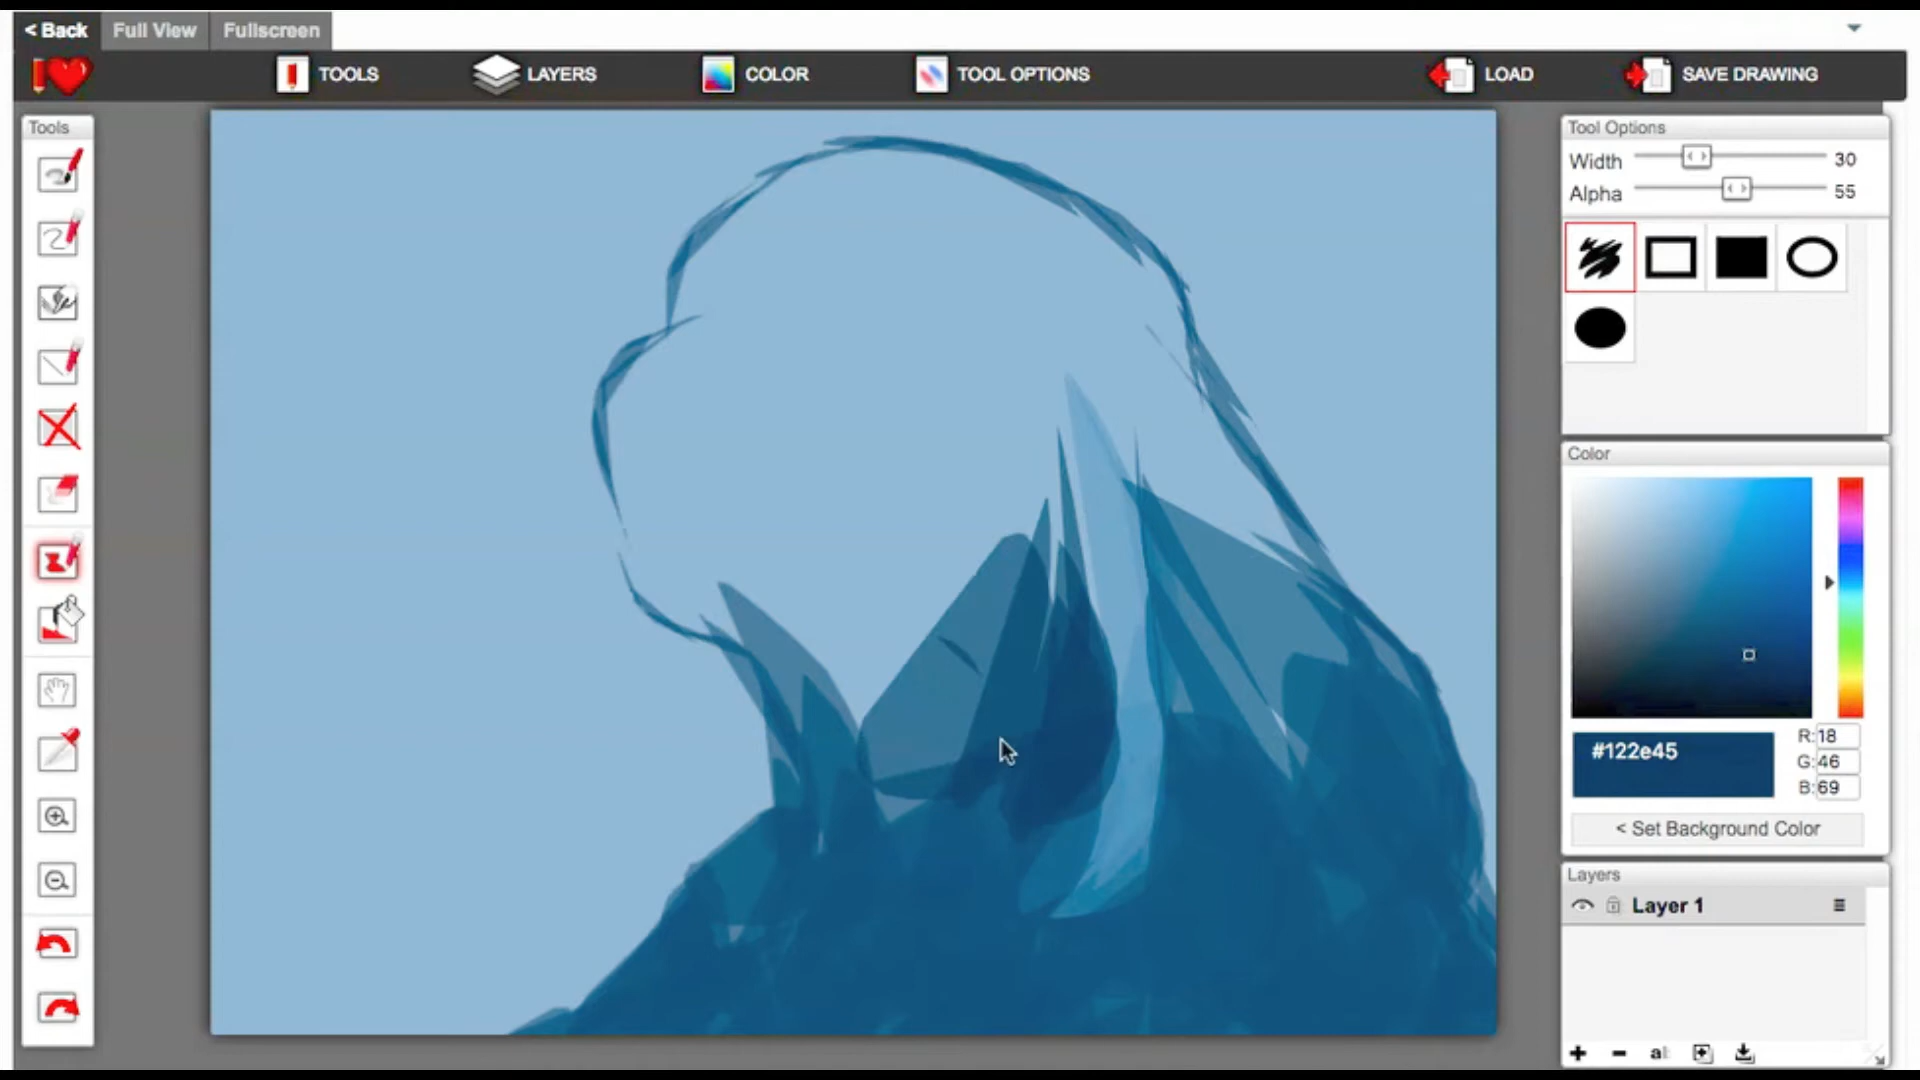 < Back
Full View
Fullscreen
TOOLS
LAYERS
COLOR
TOOL OPTIONS
LOAD
SAVE DRAWING
Tools
Tool Options
Width
30
Alpha
55
Color
#122e45
R: 18
G: 46
B: 69
< Set Background Color
Layers
Layer 1